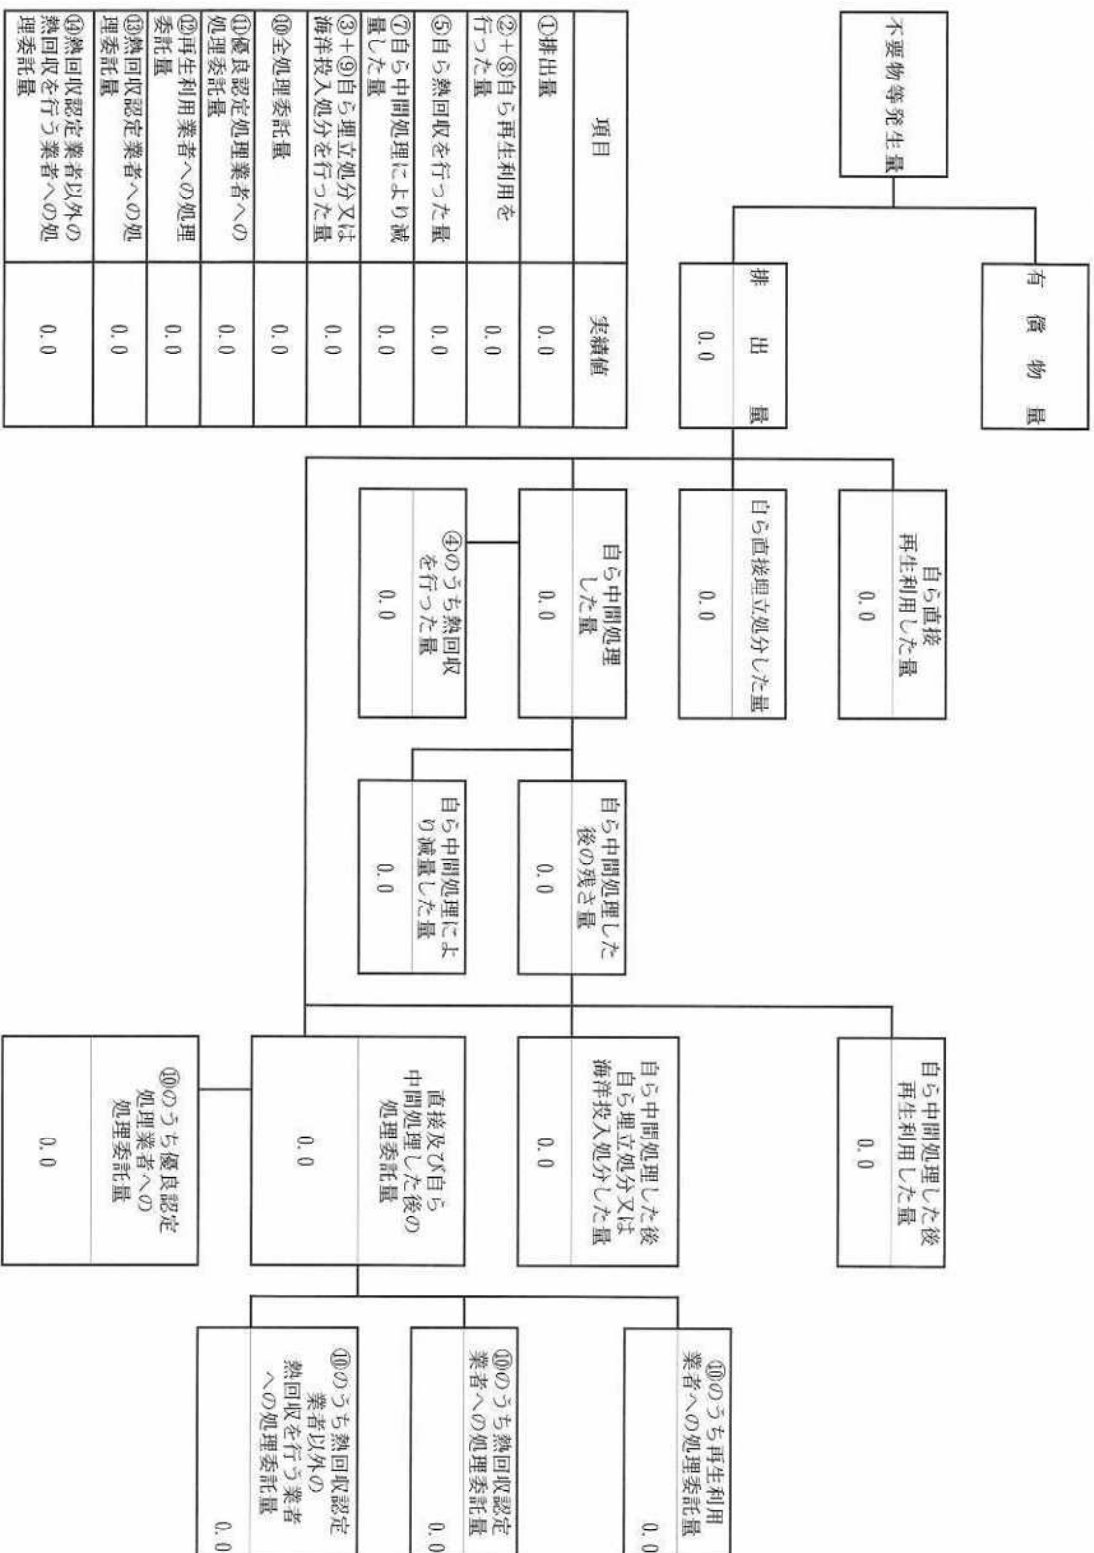 不要物等発生量
有償物量
排出量
0.0
自ら直接
再生利用した量
0.0
自ら直接埋立処分した量
0.0
自ら中間処理
した量
0.0
④のうち熱回収
を行った量
0.0
自ら中間処理した
後の残さ量
0.0
自ら中間処理によ
り減量した量
0.0
自ら中間処理した後
再生利用した量
0.0
自ら中間処理した後
自ら埋立処分又は
海洋投入処分した量
0.0
直接及び自ら
中間処理した後の
処理委託量
0.0
⑩のうち優良認定
処理業者への
処理委託量
0.0
⑩のうち再生利用
業者への処理委託量
0.0
⑩のうち熱回収認定
業者への処理委託量
0.0
⑩のうち熱回収認定
業者以外の
熱回収を行う業者
への処理委託量
0.0
項目 実績値
①排出量 0.0
②+⑧自ら再生利用を
行った量 0.0
⑤自ら熱回収を行った量 0.0
⑦自ら中間処理により減
量した量 0.0
③+⑨自ら埋立処分又は
海洋投入処分を行った量 0.0
⑩全処理委託量 0.0
⑪優良認定処理業者への
処理委託量 0.0
⑫再生利用業者への処理
委託量 0.0
⑬熱回収認定業者への処
理委託量 0.0
⑭熱回収認定業者以外の
熱回収を行う業者への処
理委託量 0.0